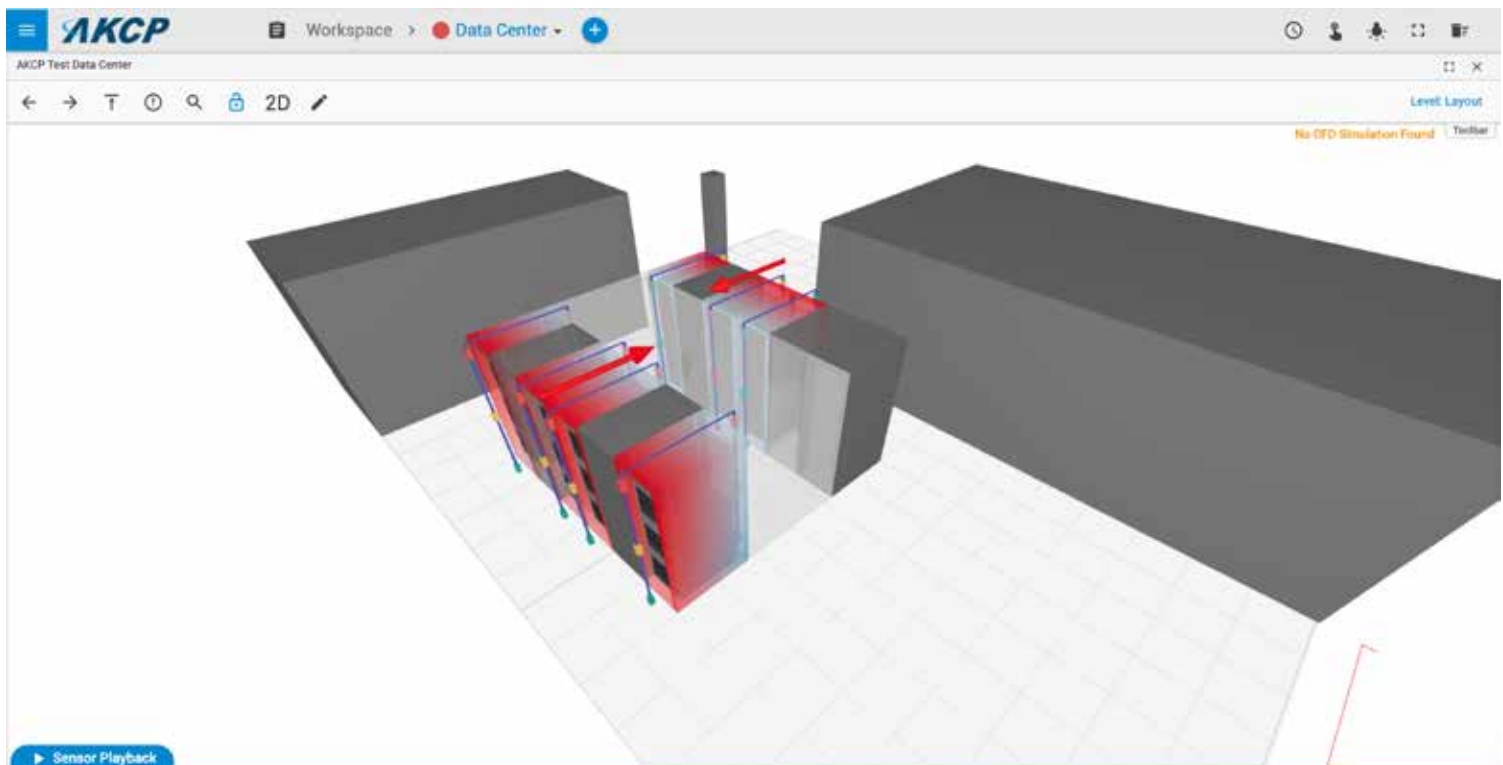 AKCP
Workspace > Data Center
AKCP Test Data Center
2D
Level: Layout
No CFD Simulation Found
Toolbar
Sensor Playback